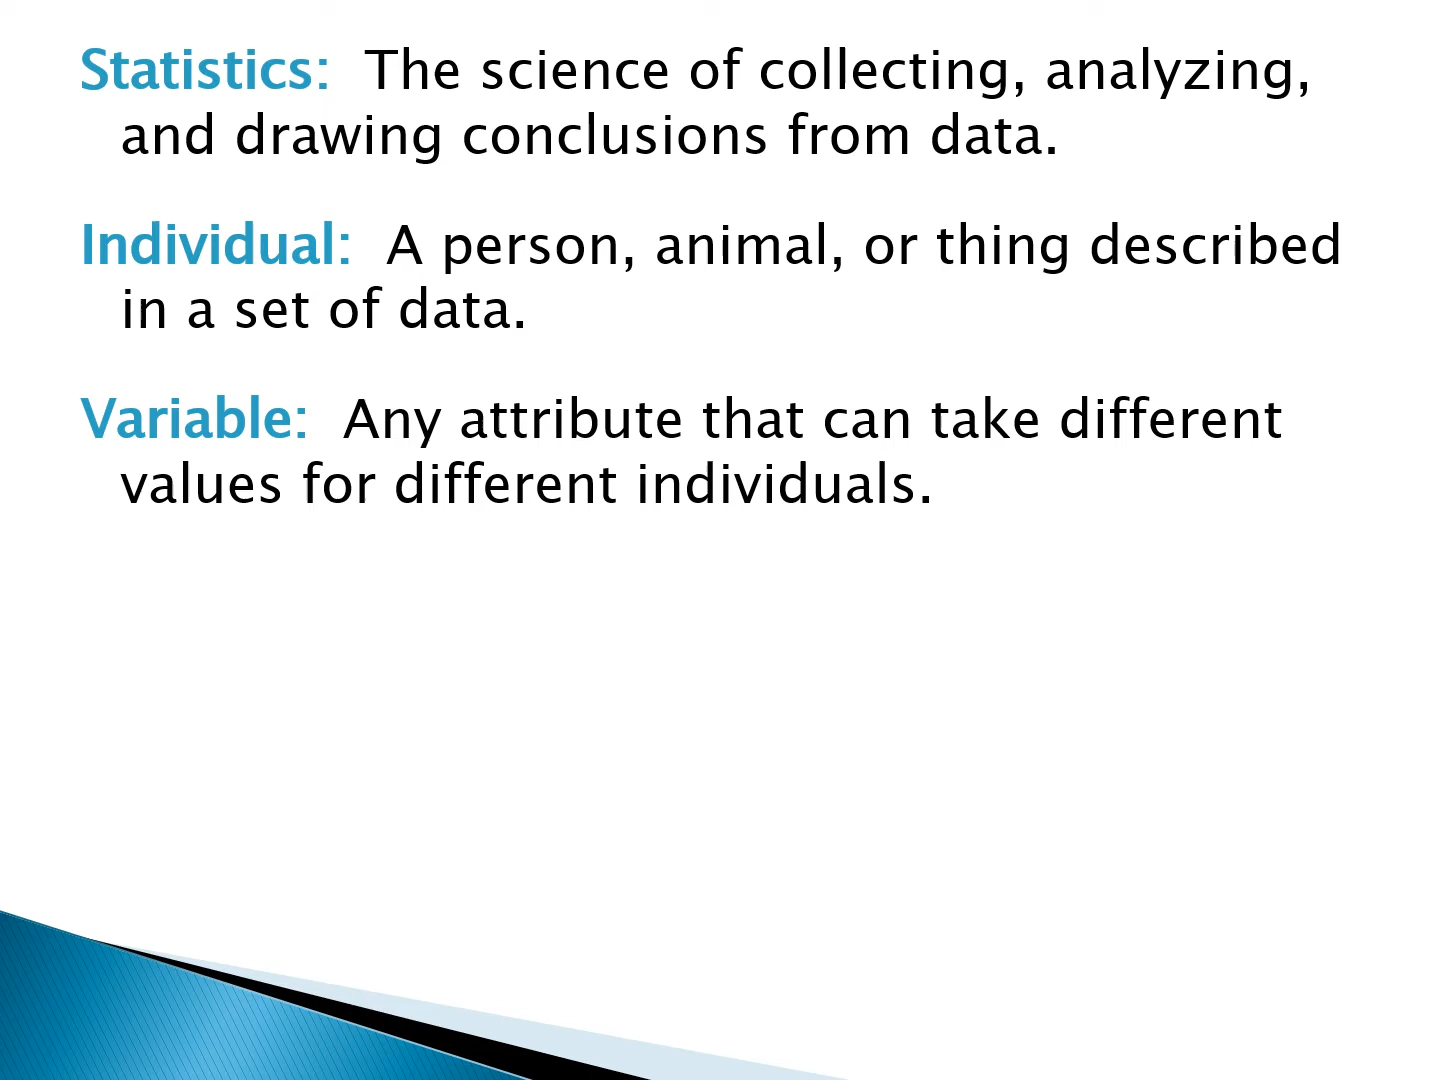 Statistics: The science of collecting, analyzing,
and drawing conclusions from data.
Individual: A person, animal, or thing described
in a set of data.
Variable: Any attribute that can take different
values for different individuals.